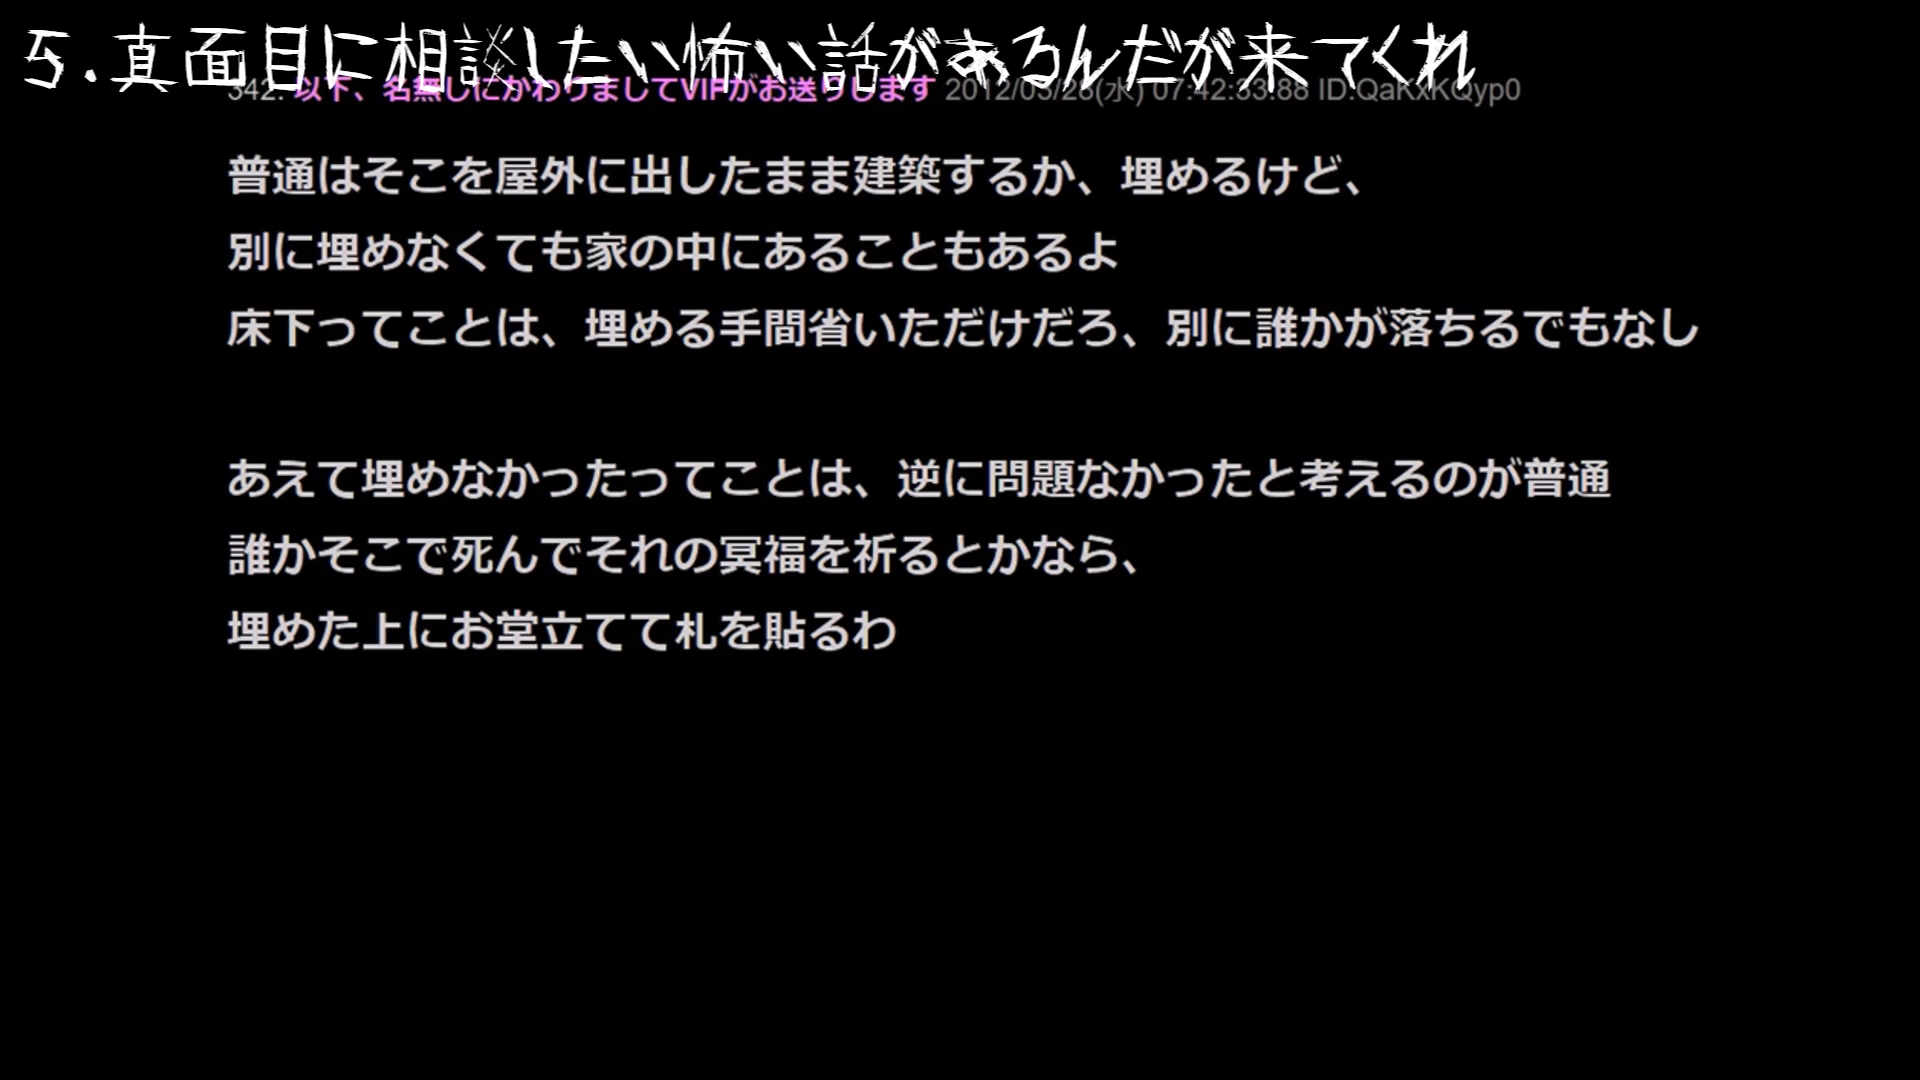 5.真面目に相談したい怖い話があるんだが来てくれ
342: 以下、名無しにかわりましてVIPがお送りします 2012/03/28(水) 07:42:33.88 ID:QaKxKQyp0
普通はそこを屋外に出したまま建築するか、埋めるけど、
別に埋めなくても家の中にあることもあるよ
床下ってことは、埋める手間省いただけだろ、別に誰かが落ちるでもなし
あえて埋めなかったってことは、逆に問題なかったと考えるのが普通
誰かそこで死んでそれの冥福を祈るとかなら、
埋めた上にお堂立てて札を貼るわ